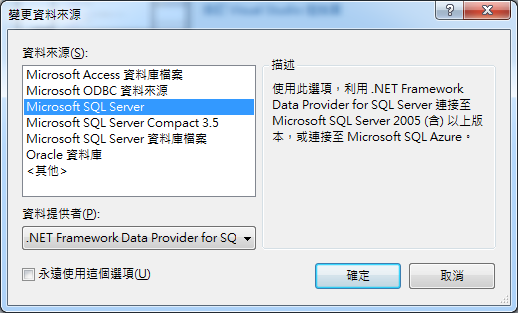 變更資料來源
資料來源(S):
Microsoft Access 資料庫檔案
Microsoft ODBC 資料來源
Microsoft SQL Server
Microsoft SQL Server Compact 3.5
Microsoft SQL Server 資料庫檔案
Oracle 資料庫
<其他>
描述
使用此選項，利用 .NET Framework
Data Provider for SQL Server 連接至
Microsoft SQL Server 2005 (含) 以上版
本，或連接至 Microsoft SQL Azure。
資料提供者(P):
.NET Framework Data Provider for SQ
永遠使用這個選項(U)
確定
取消